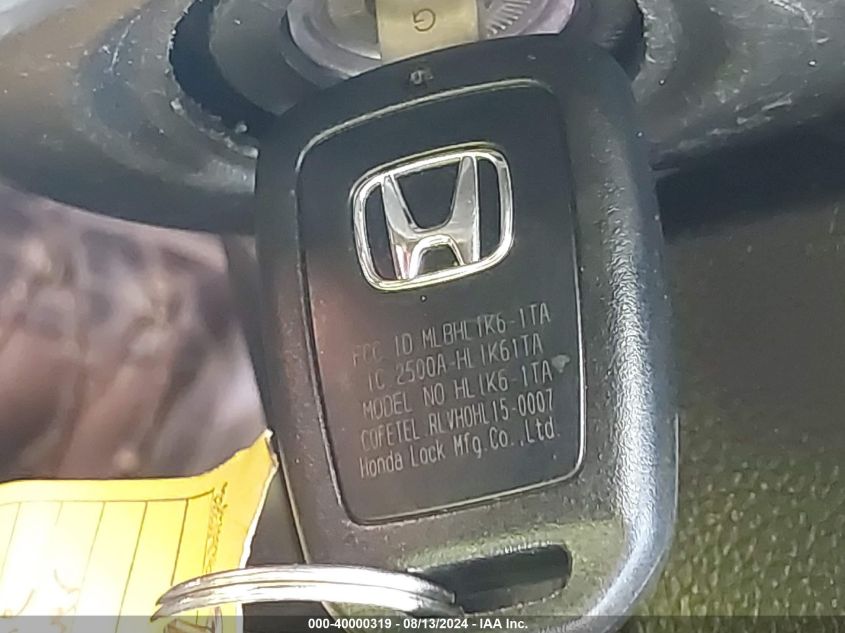 G
FCC ID MLBHLIK6-1TA
IC 2500A-HLIK61TA
MODEL NO HLIK6-1TA
COFETEL RLVHOHL15-0007
Honda Lock Mfg.Co.,Ltd.
000-40000319 - 08/13/2024 - IAA Inc.